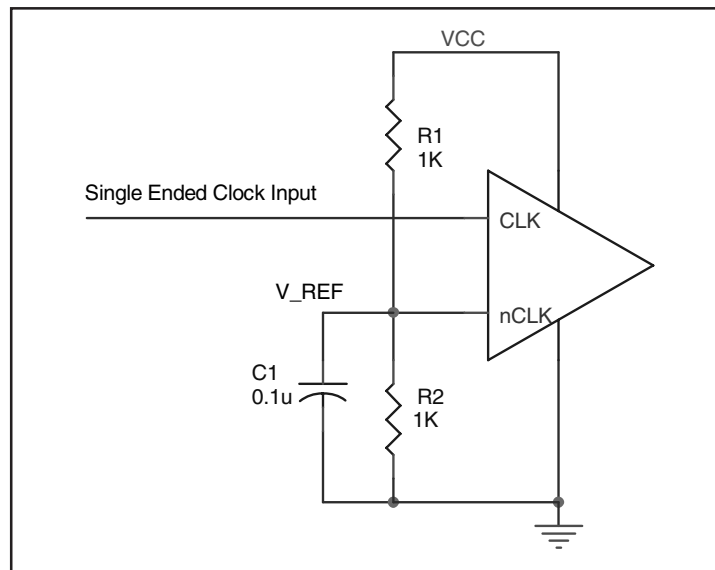 VCC
R1
1K
Single Ended Clock Input
CLK
V_REF
nCLK
C1
0.1u
R2
1K